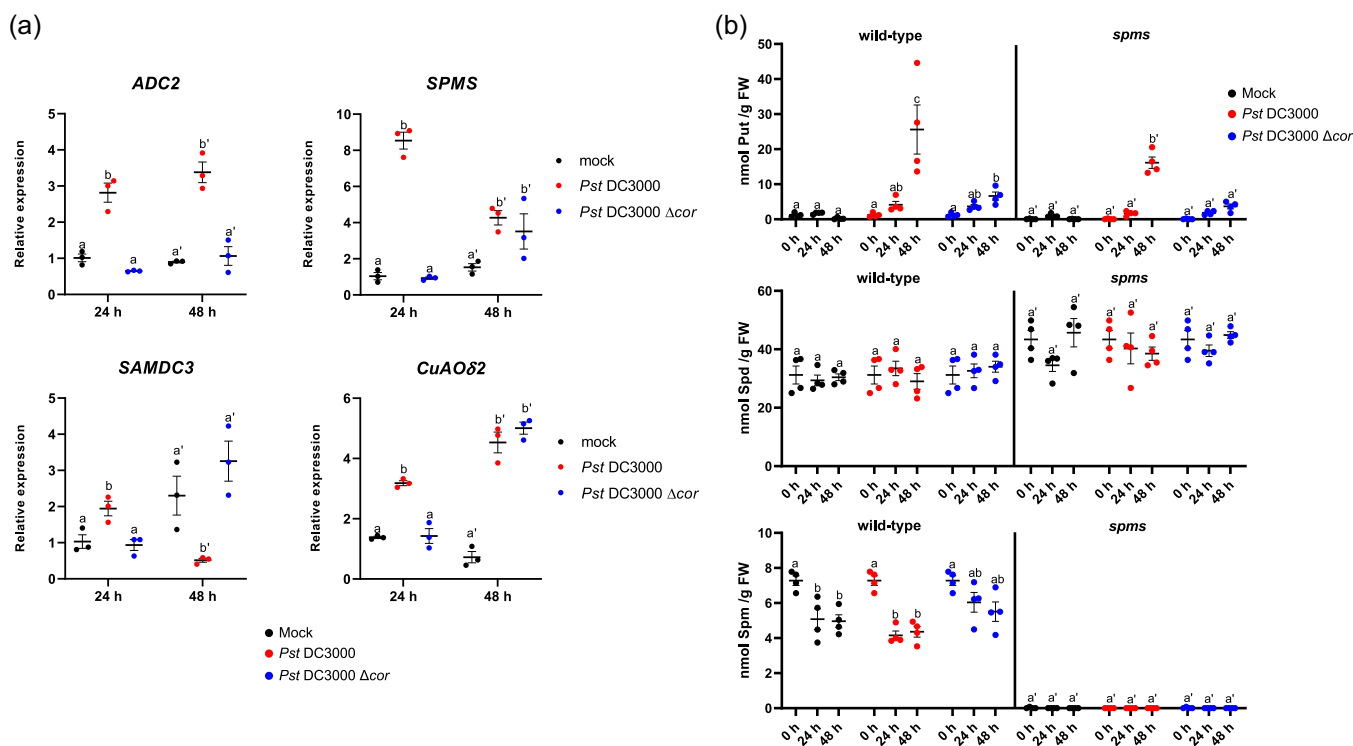 (a)
ADC2
Relative expression
5
4
3
2
1
0
a
b
a
a'
b'
a'
24 h
48 h
SPMS
Relative expression
10
8
6
4
2
0
a
b
a
a'
b'
b'
24 h
48 h
mock
Pst DC3000
Pst DC3000 Δcor
SAMDC3
Relative expression
5
4
3
2
1
0
a
b
a
a'
b'
a'
24 h
48 h
CuAOδ2
Relative expression
6
4
2
0
a
b
a
a'
b'
b'
24 h
48 h
mock
Pst DC3000
Pst DC3000 Δcor
Mock
Pst DC3000
Pst DC3000 Δcor
(b)
wild-type
spms
nmol Put /g FW
50
40
30
20
10
0
a a a
a ab c
a ab b
a' a' a'
a' a' b'
a' a' a'
0 h 24 h 48 h 0 h 24 h 48 h 0 h 24 h 48 h 0 h 24 h 48 h 0 h 24 h 48 h 0 h 24 h 48 h
Mock
Pst DC3000
Pst DC3000 Δcor
wild-type
spms
nmol Spd /g FW
60
40
20
0
a a a
a a a
a a a
a' a' a'
a' a' a'
a' a' a'
0 h 24 h 48 h 0 h 24 h 48 h 0 h 24 h 48 h 0 h 24 h 48 h 0 h 24 h 48 h 0 h 24 h 48 h
wild-type
spms
nmol Spm /g FW
10
8
6
4
2
0
a b b
a b b
a ab ab
a' a' a'
a' a' a'
a' a' a'
0 h 24 h 48 h 0 h 24 h 48 h 0 h 24 h 48 h 0 h 24 h 48 h 0 h 24 h 48 h 0 h 24 h 48 h